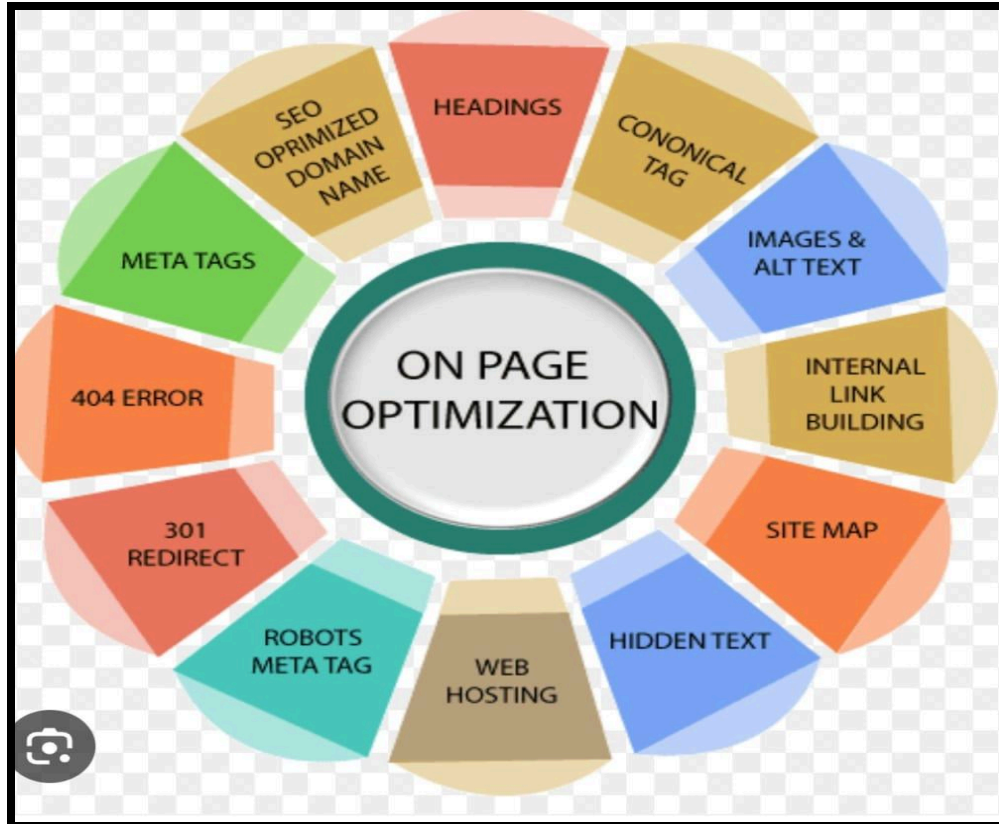 HEADINGS
CONONICAL
TAG
IMAGES &
ALT TEXT
INTERNAL
LINK
BUILDING
SITE MAP
HIDDEN TEXT
WEB
HOSTING
ROBOTS
META TAG
301
REDIRECT
404 ERROR
META TAGS
SEO
OPRIMIZED
DOMAIN
NAME
ON PAGE
OPTIMIZATION